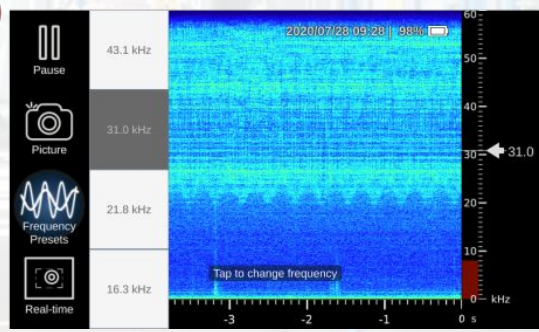 2020/07/28 09:28 | 98%
Pause
43.1 kHz
Picture
31.0 kHz
Frequency
Presets
21.8 kHz
Real-time
16.3 kHz
Tap to change frequency
60
50
40
30
31.0
20
10
0
kHz
-3
-2
-1
0 s